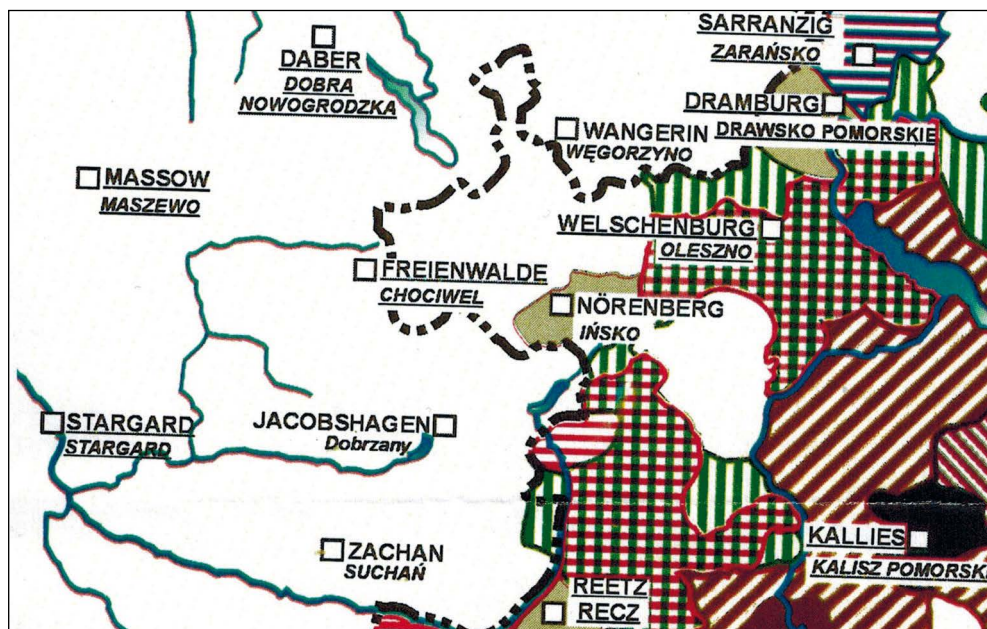 SARRANZIG
ZARAŃSKO
DABER
DOBRA
NOWOGRODZKA
DRAMBURG
DRAWSKO POMORSKIE
WANGERIN
WĘGORZYNO
MASSOW
MASZEWO
WELSCHENBURG
OLESZNO
FREIENWALDE
CHOCIWEL
NÖRENBERG
IŃSKO
STARGARD
STARGARD
JACOBSHAGEN
Dobrzany
KALLIES
KALISZ POMORSKI
ZACHAN
SUCHAŃ
REETZ
RECZ